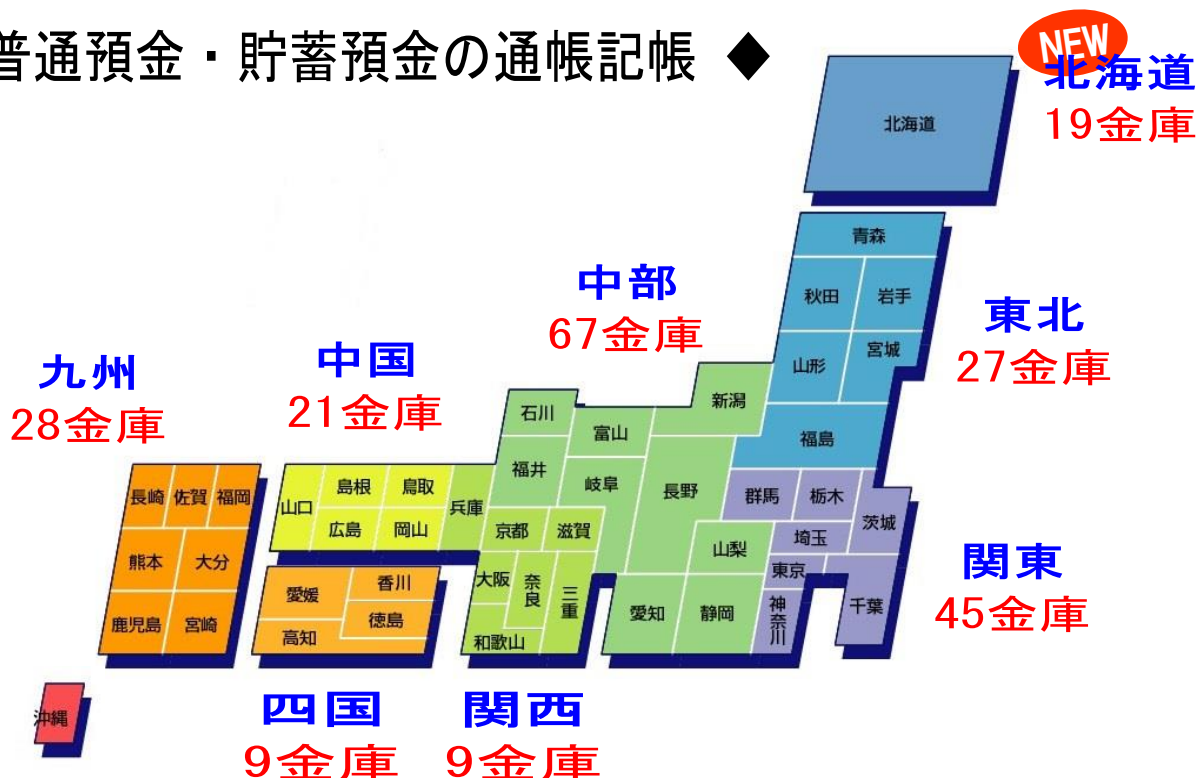 普通預金・貯蓄預金の通帳記帳 ◆
NEW
北海道
19金庫
北海道
青森
秋田
岩手
山形
宮城
福島
東北
27金庫
中部
67金庫
新潟
石川
富山
福井
岐阜
長野
山梨
愛知
静岡
中国
21金庫
九州
28金庫
長崎
佐賀
福岡
熊本
大分
鹿児島
宮崎
山口
島根
鳥取
広島
岡山
兵庫
京都
滋賀
大阪
奈良
三重
和歌山
群馬
栃木
茨城
埼玉
東京
千葉
神奈川
関東
45金庫
愛媛
香川
徳島
高知
沖縄
四国
9金庫
関西
9金庫